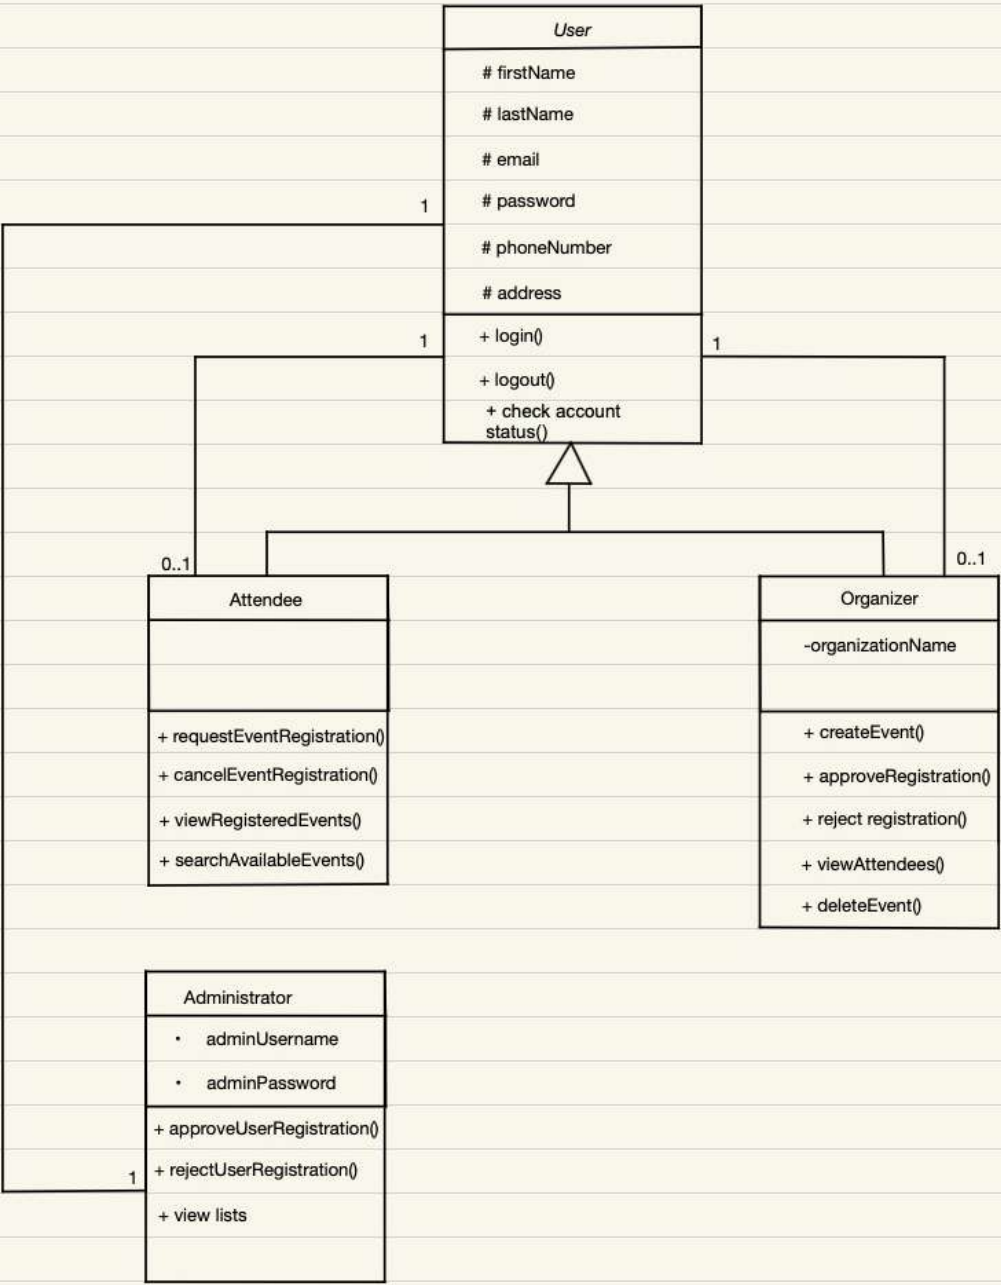 User
# firstName
# lastName
# email
# password
# phoneNumber
# address
+ login()
+ logout()
+ check account
status()
1
1
1
0..1
0..1
Attendee
+ requestEventRegistration()
+ cancelEventRegistration()
+ viewRegisteredEvents()
+ searchAvailableEvents()
Organizer
-organizationName
+ createEvent()
+ approveRegistration()
+ reject registration()
+ viewAttendees()
+ deleteEvent()
Administrator
• adminUsername
• adminPassword
+ approveUserRegistration()
+ rejectUserRegistration()
+ view lists
1